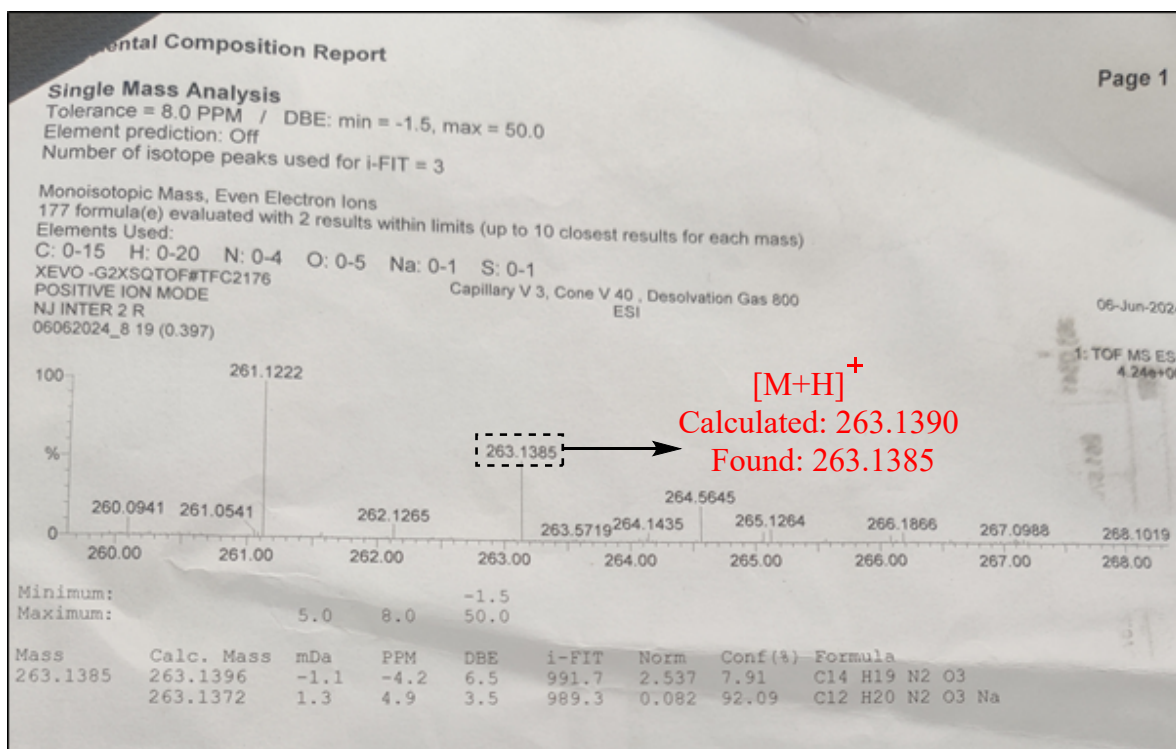 ental Composition Report
Page 1
Single Mass Analysis
Tolerance = 8.0 PPM / DBE: min = -1.5, max = 50.0
Element prediction: Off
Number of isotope peaks used for i-FIT = 3
Monoisotopic Mass, Even Electron Ions
177 formula(e) evaluated with 2 results within limits (up to 10 closest results for each mass)
Elements Used:
C: 0-15 H: 0-20 N: 0-4 O: 0-5 Na: 0-1 S: 0-1
XEVO -G2XSQTOF#TFC2176
POSITIVE ION MODE
Capillary V 3, Cone V 40 , Desolvation Gas 800
NJ INTER 2 R
ESI
06-Jun-2024
06062024_8 19 (0.397)
1: TOF MS ES
4.24e+00
100
%
0
261.1222
[M+H]+
Calculated: 263.1390
Found: 263.1385
263.1385
260.0941 261.0541 262.1265 263.5719 264.1435 264.5645 265.1264 266.1866 267.0988 268.1019
260.00 261.00 262.00 263.00 264.00 265.00 266.00 267.00 268.00
Minimum: -1.5
Maximum: 5.0 8.0 50.0
Mass Calc. Mass mDa PPM DBE i-FIT Norm Conf(%) Formula
263.1385 263.1396 -1.1 -4.2 6.5 991.7 2.537 7.91 C14 H19 N2 O3
263.1372 1.3 4.9 3.5 989.3 0.082 92.09 C12 H20 N2 O3 Na